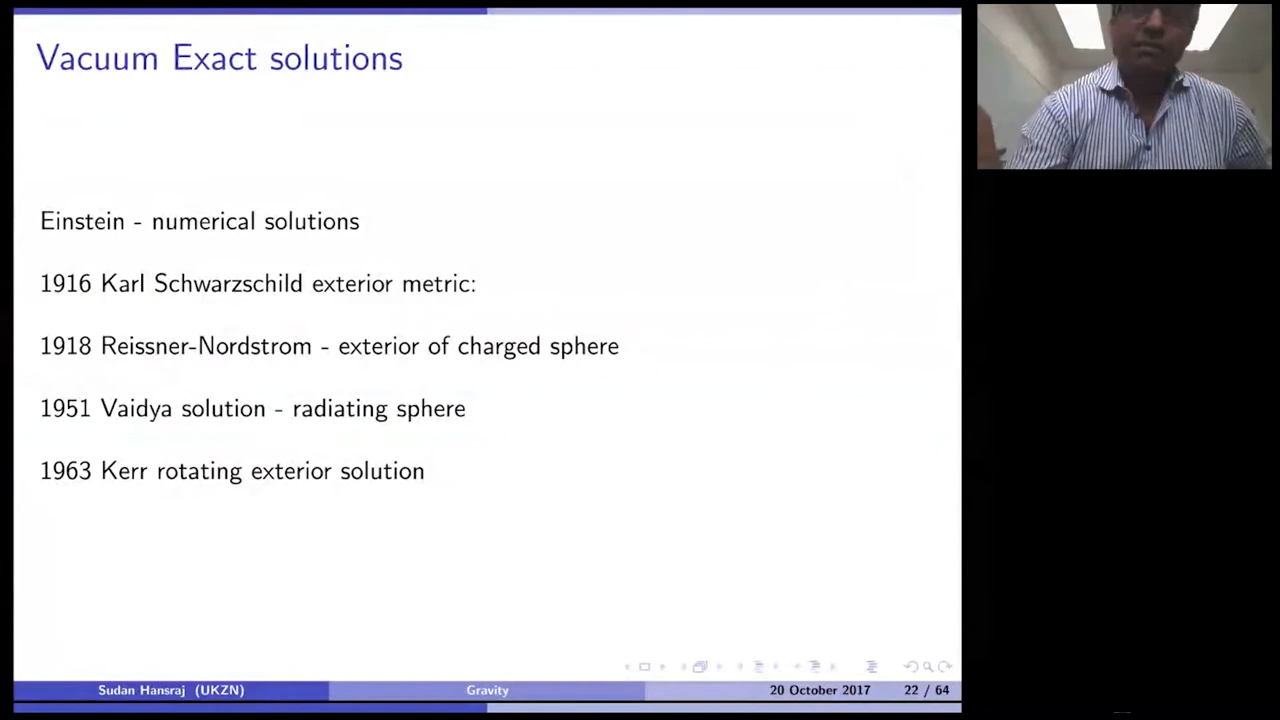 Vacuum Exact solutions
Einstein - numerical solutions
1916 Karl Schwarzschild exterior metric:
1918 Reissner-Nordstrom - exterior of charged sphere
1951 Vaidya solution - radiating sphere
1963 Kerr rotating exterior solution
Sudan Hansraj (UKZN) Gravity 20 October 2017 22 / 64